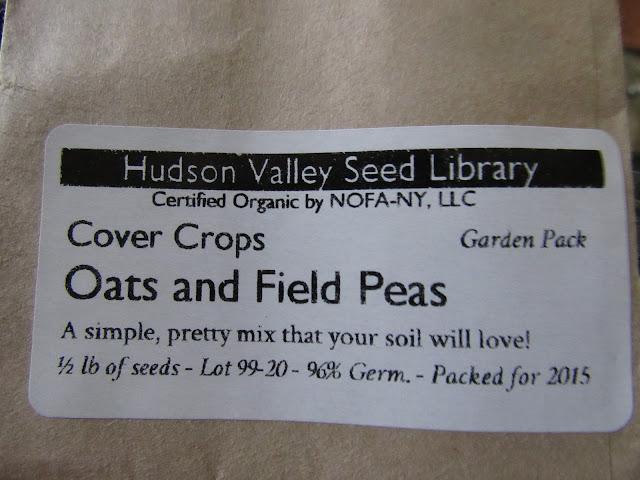 Hudson Valley Seed Library
Certified Organic by NOFA-NY, LLC
Cover Crops Garden Pack
Oats and Field Peas
A simple, pretty mix that your soil will love!
½ lb of seeds - Lot 99-20 - 96% Germ. - Packed for 2015